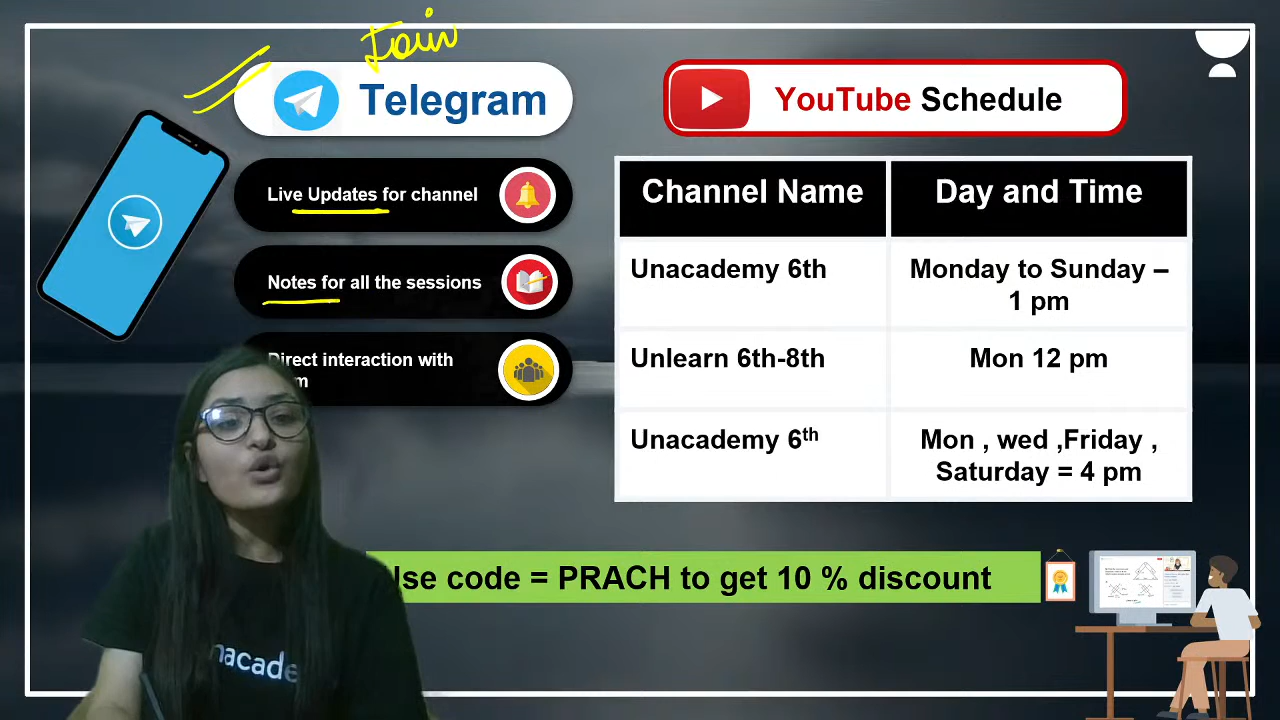 Join
Telegram
Live Updates for channel
Notes for all the sessions
Direct interaction with
YouTube Schedule
Channel Name
Day and Time
Unacademy 6th
Monday to Sunday –
1 pm
Unlearn 6th-8th
Mon 12 pm
Unacademy 6th
Mon , wed ,Friday ,
Saturday = 4 pm
code = PRACH to get 10 % discount
nacade